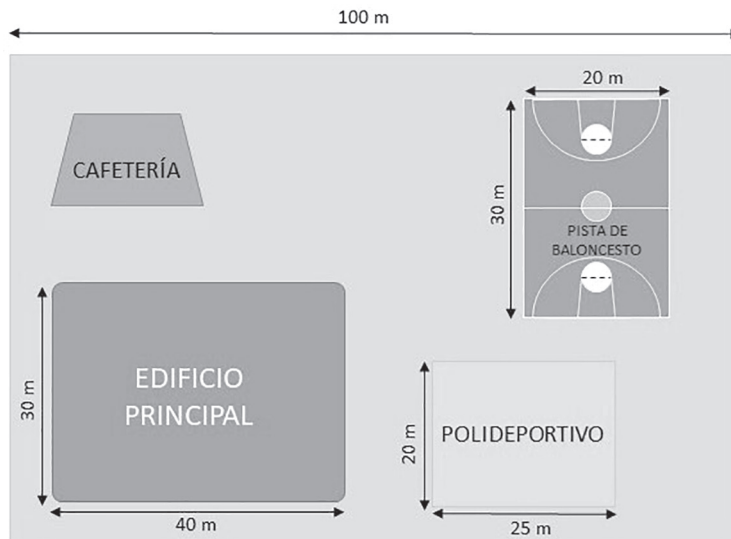 100 m
20 m
CAFETERÍA
30 m
PISTA DE
BALONCESTO
30 m
EDIFICIO
PRINCIPAL
20 m
POLIDEPORTIVO
40 m
25 m